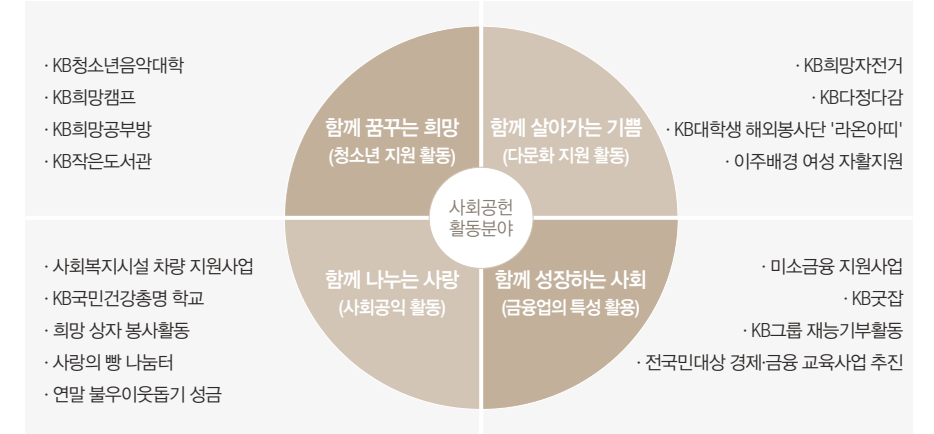 · KB청소년음악대학
· KB희망캠프
· KB희망공부방
· KB작은도서관
함께 꿈꾸는 희망
(청소년 지원 활동)
함께 살아가는 기쁨
(다문화 지원 활동)
· KB희망자전거
· KB다정다감
· KB대학생 해외봉사단 '라온아띠'
· 이주배경 여성 자활지원
사회공헌
활동분야
· 사회복지시설 차량 지원사업
· KB국민건강총명 학교
· 희망 상자 봉사활동
· 사랑의 빵 나눔터
· 연말 불우이웃돕기 성금
함께 나누는 사랑
(사회공익 활동)
함께 성장하는 사회
(금융업의 특성 활용)
· 미소금융 지원사업
· KB굿잡
· KB그룹 재능기부활동
· 전국민대상 경제·금융 교육사업 추진